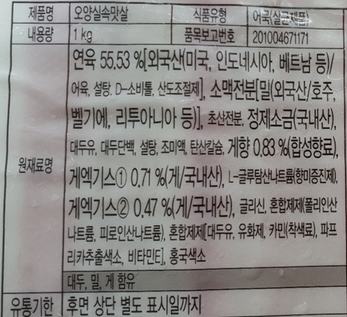 제품명 오양실속맛살 식품유형 어육(살균제품)
내용량 1 kg 품목보고번호 201004671171
연육 55.53 %[외국산(미국, 인도네시아, 베트남 등)/
어육, 설탕 D-소비톨, 산도조절제], 소맥전분[밀(외국산/호주,
벨기에, 리투아니아 등)], 초산전분, 정제소금(국내산),
원재료명 대두유, 대두단백, 설탕, 조미액, 탄산칼슘, 게향 0.83 %(합성향료),
게엑기스① 0.71 %(게/국내산), L-글루탐산나트륨(향미증진제),
게엑기스② 0.47 %(게/국내산), 글리신, 혼합제제(폴리인산
나트륨, 피로인산나트륨), 혼합제제[대두유, 유화제, 카민(착색료), 파프
리카추출색소, 비타민E], 홍국색소
대두, 밀, 게 함유
유통기한 후면 상단 별도 표시일까지